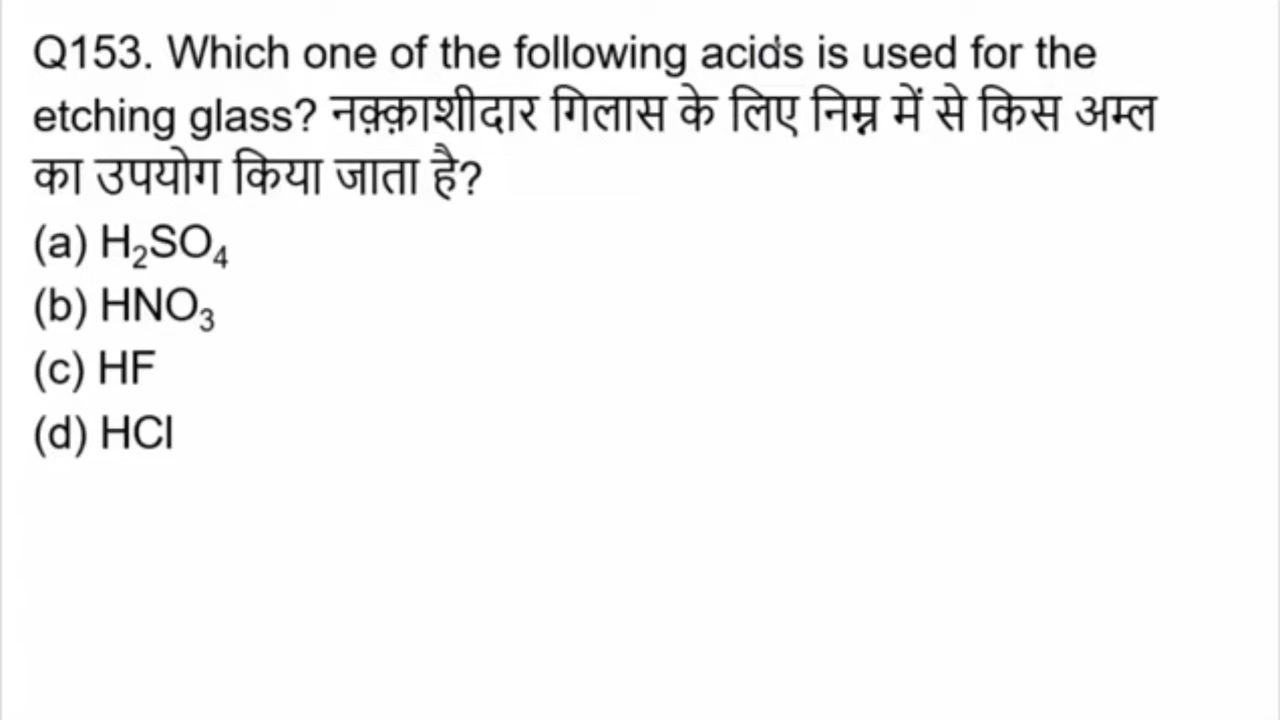 Q153. Which one of the following acids is used for the
etching glass? नक़्क़ाशीदार गिलास के लिए निम्न में से किस अम्ल
का उपयोग किया जाता है?
(a) H₂SO₄
(b) HNO₃
(c) HF
(d) HCl